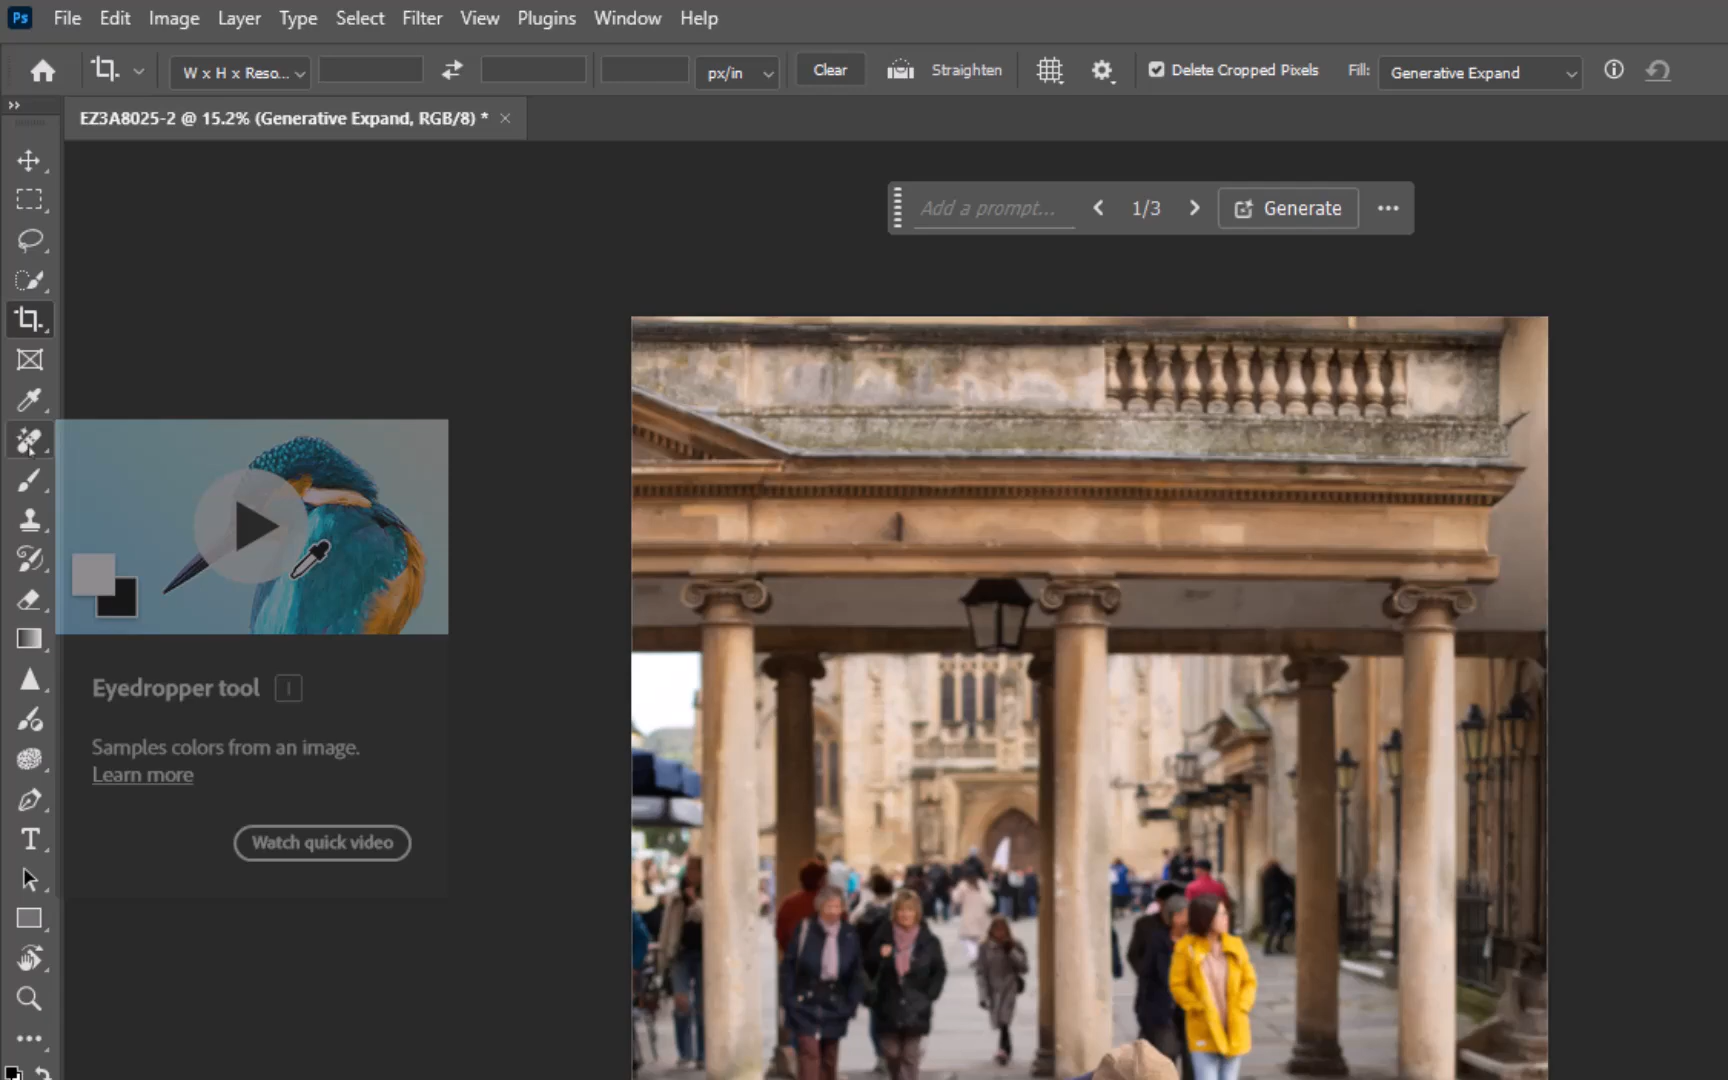 Ps File Edit Image Layer Type Select Filter View Plugins Window Help
W x H x Reso... px/in Clear Straighten Delete Cropped Pixels Fill: Generative Expand
EZ3A8025-2 @ 15.2% (Generative Expand, RGB/8) *
Add a prompt... 1/3 Generate
Eyedropper tool I
Samples colors from an image.
Learn more
Watch quick video